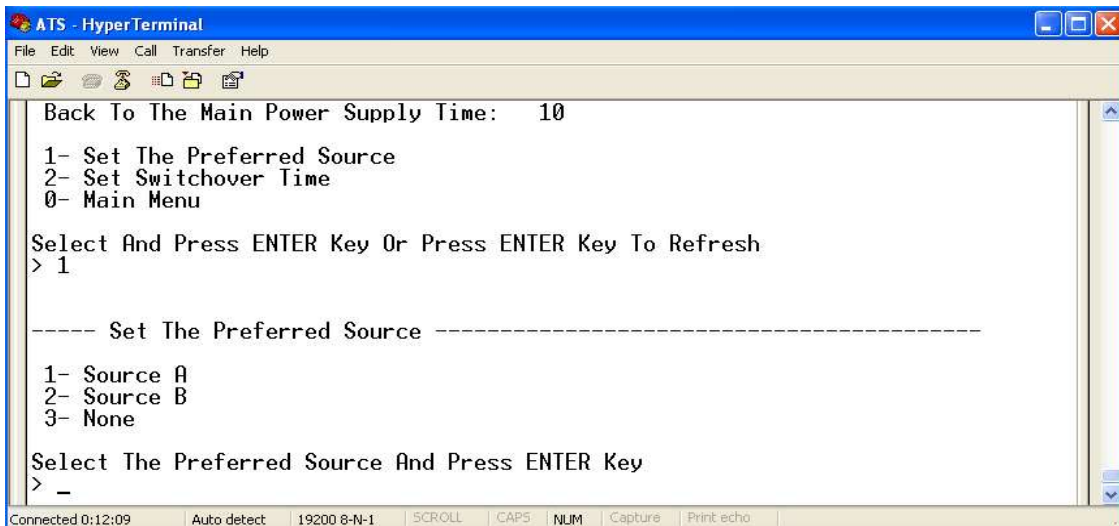 ATS - HyperTerminal
File Edit View Call Transfer Help
Back To The Main Power Supply Time:   10
1- Set The Preferred Source
2- Set Switchover Time
0- Main Menu
Select And Press ENTER Key Or Press ENTER Key To Refresh
> 1
----- Set The Preferred Source ------------------------------------------
1- Source A
2- Source B
3- None
Select The Preferred Source And Press ENTER Key
> _
Connected 0:12:09 Auto detect 19200 8-N-1 SCROLL CAPS NUM Capture Print echo